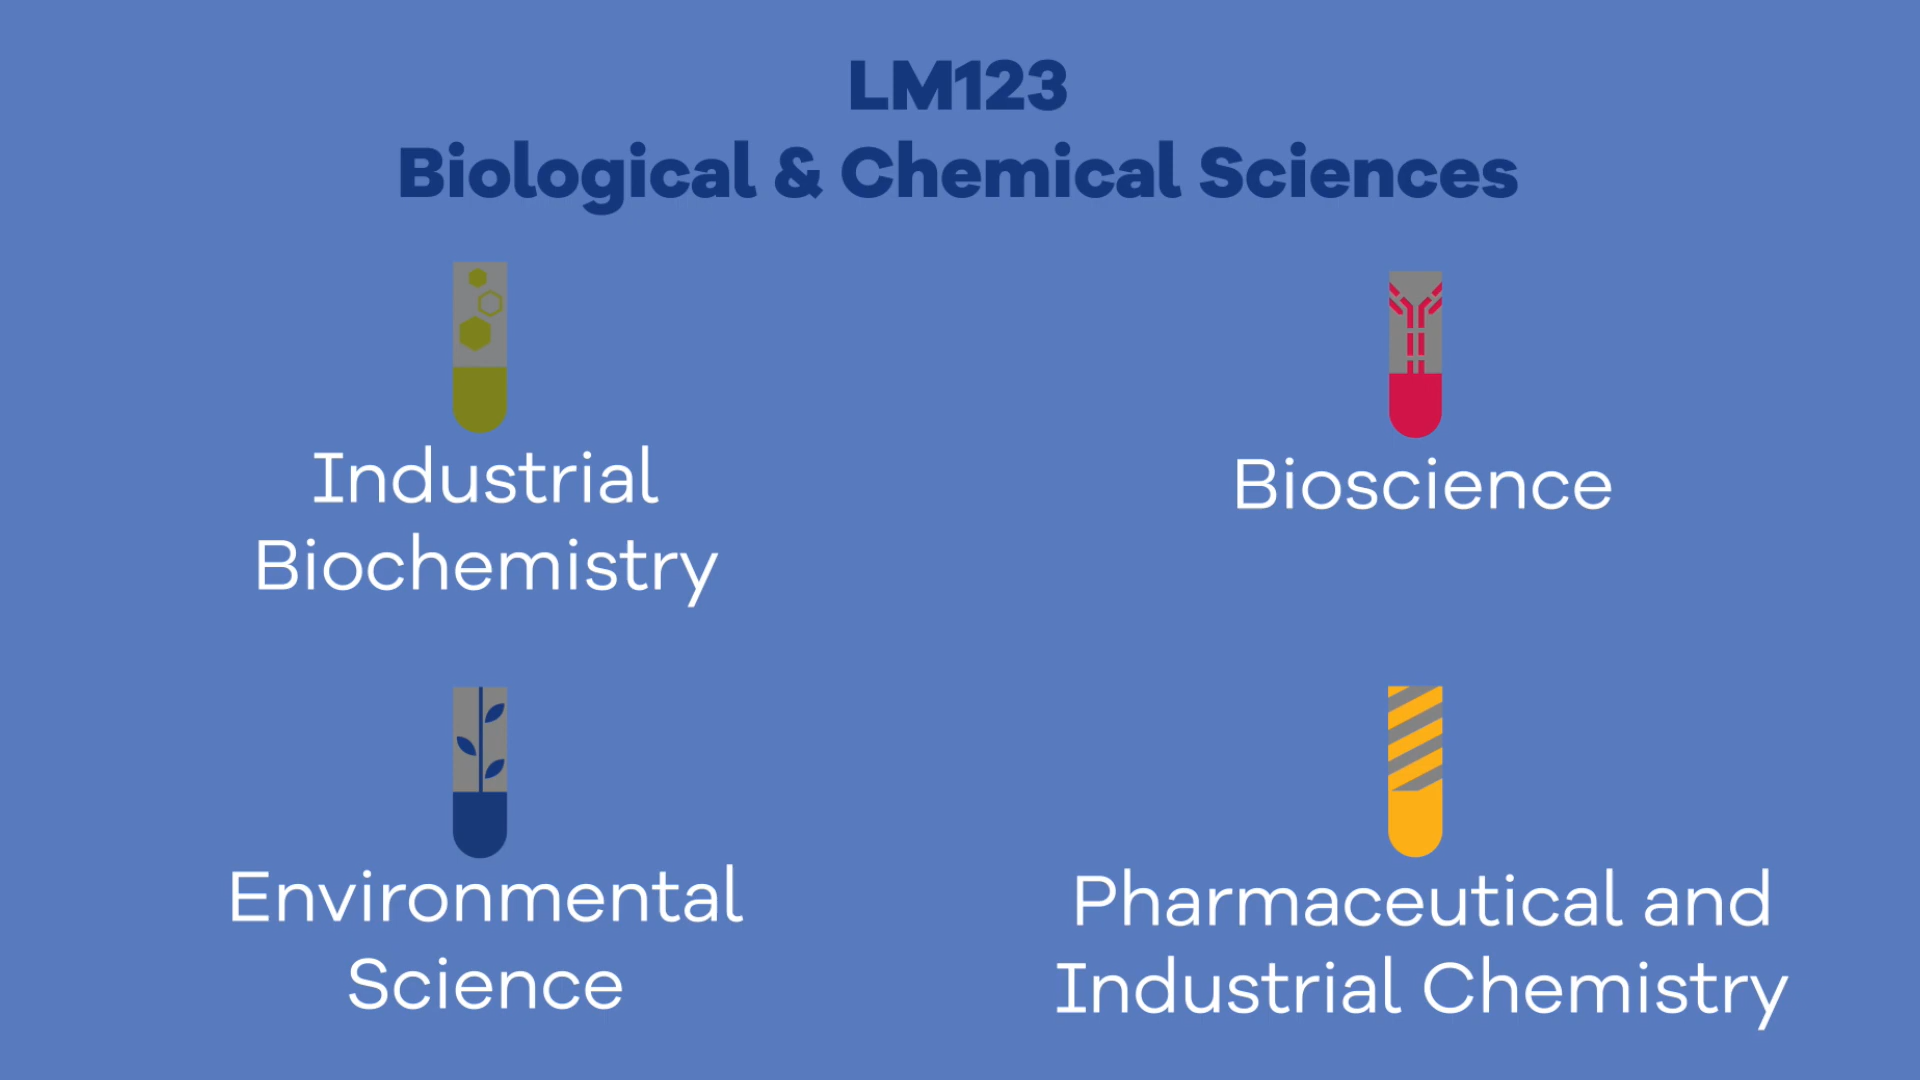 LM123
Biological & Chemical Sciences
Industrial
Biochemistry
Bioscience
Environmental
Science
Pharmaceutical and
Industrial Chemistry